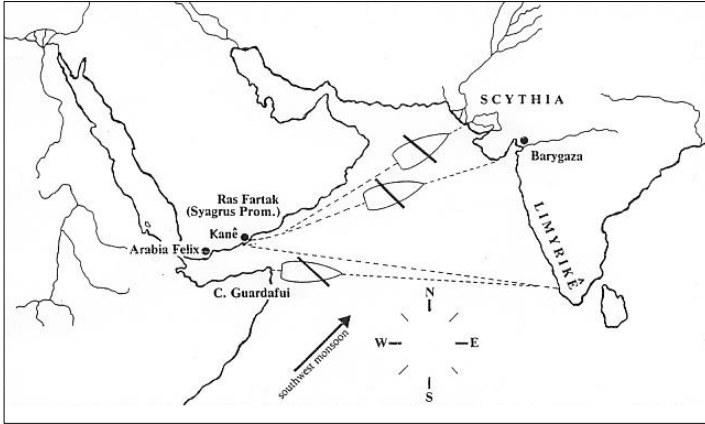 SCYTHIA
Barygaza
Ras Fartak
(Syagrus Prom.)
Kanê
Arabia Felix
LIMYRIKÊ
C. Guardafui
southwest monsoon
N
W
E
S